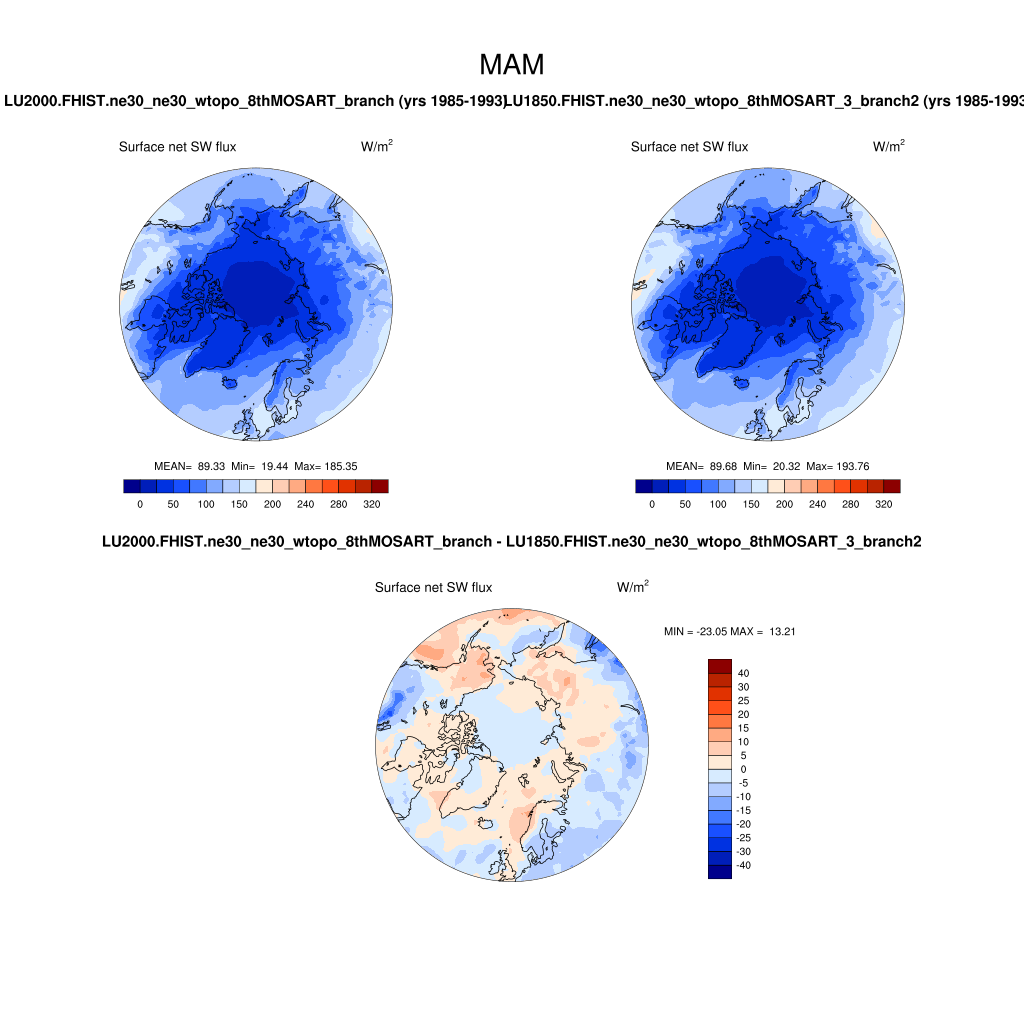 MAM
LU2000.FHIST.ne30_ne30_wtopo_8thMOSART_branch (yrs 1985-1993)
LU1850.FHIST.ne30_ne30_wtopo_8thMOSART_3_branch2 (yrs 1985-1993
Surface net SW flux W/m²
Surface net SW flux W/m²
MEAN= 89.33 Min= 19.44 Max= 185.35
MEAN= 89.68 Min= 20.32 Max= 193.76
0 50 100 150 200 240 280 320
0 50 100 150 200 240 280 320
LU2000.FHIST.ne30_ne30_wtopo_8thMOSART_branch - LU1850.FHIST.ne30_ne30_wtopo_8thMOSART_3_branch2
Surface net SW flux W/m²
MIN = -23.05 MAX = 13.21
40
30
25
20
15
10
5
0
-5
-10
-15
-20
-25
-30
-40